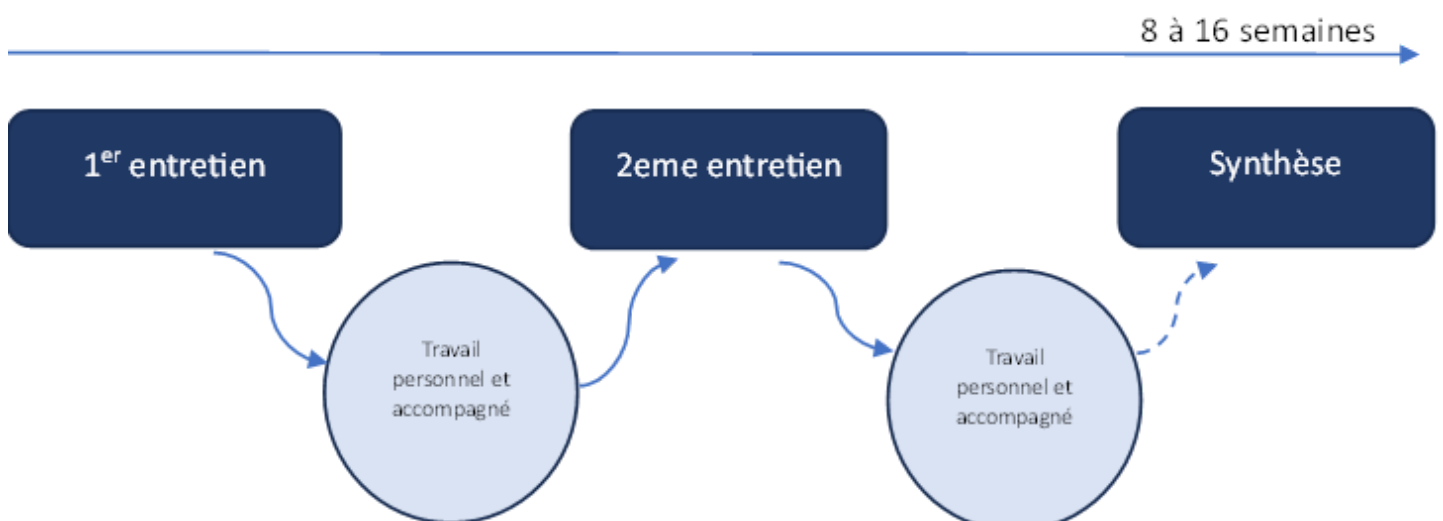 8 à 16 semaines
1er entretien
2eme entretien
Synthèse
Travail
personnel et
accompagné
Travail
personnel et
accompagné